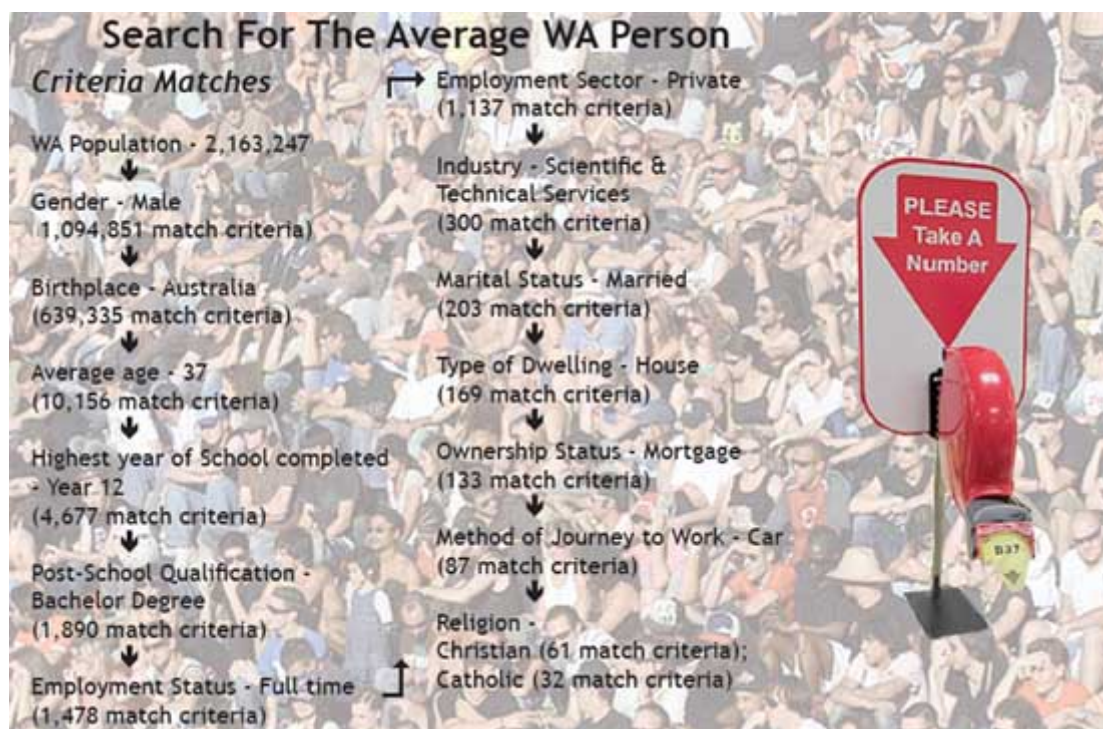 Search For The Average WA Person
Criteria Matches
WA Population - 2,163,247
Gender - Male
1,094,851 match criteria)
Birthplace - Australia
(639,335 match criteria)
Average age - 37
(10,156 match criteria)
Highest year of School completed
- Year 12
(4,677 match criteria)
Post-School Qualification -
Bachelor Degree
(1,890 match criteria)
Employment Status - Full time
(1,478 match criteria)
Employment Sector - Private
(1,137 match criteria)
Industry - Scientific &
Technical Services
(300 match criteria)
Marital Status - Married
(203 match criteria)
Type of Dwelling - House
(169 match criteria)
Ownership Status - Mortgage
(133 match criteria)
Method of Journey to Work - Car
(87 match criteria)
Religion -
Christian (61 match criteria);
Catholic (32 match criteria)
PLEASE
Take A
Number
B37